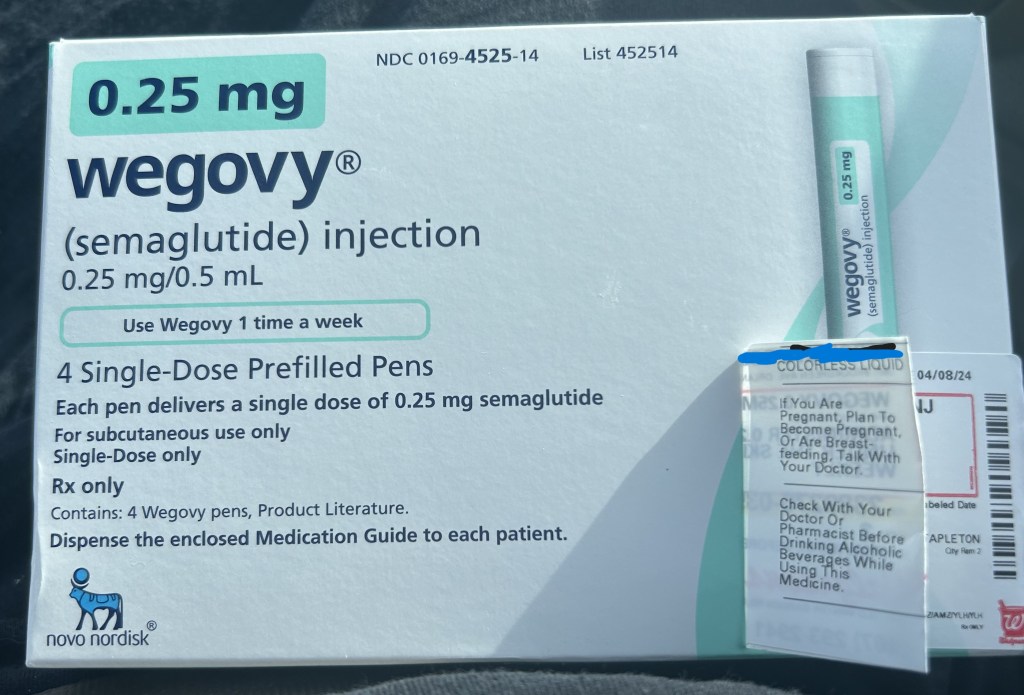 NDC 0169-4525-14
List 452514
0.25 mg
wegovy®
(semaglutide) injection
0.25 mg/0.5 mL
Use Wegovy 1 time a week
4 Single-Dose Prefilled Pens
Each pen delivers a single dose of 0.25 mg semaglutide
For subcutaneous use only
Single-Dose only
Rx only
Contains: 4 Wegovy pens, Product Literature.
Dispense the enclosed Medication Guide to each patient.
novo nordisk®
wegovy® 0.25 mg
(semaglutide) injection
COLORLESS LIQUID
If You Are
Pregnant, Plan To
Become Pregnant,
Or Are Breast-
feeding, Talk With
Your Doctor.
Check With Your
Doctor Or
Pharmacist Before
Drinking Alcoholic
Beverages While
Using This
Medicine.
04/08/24
NJ
beled Date
APLETON